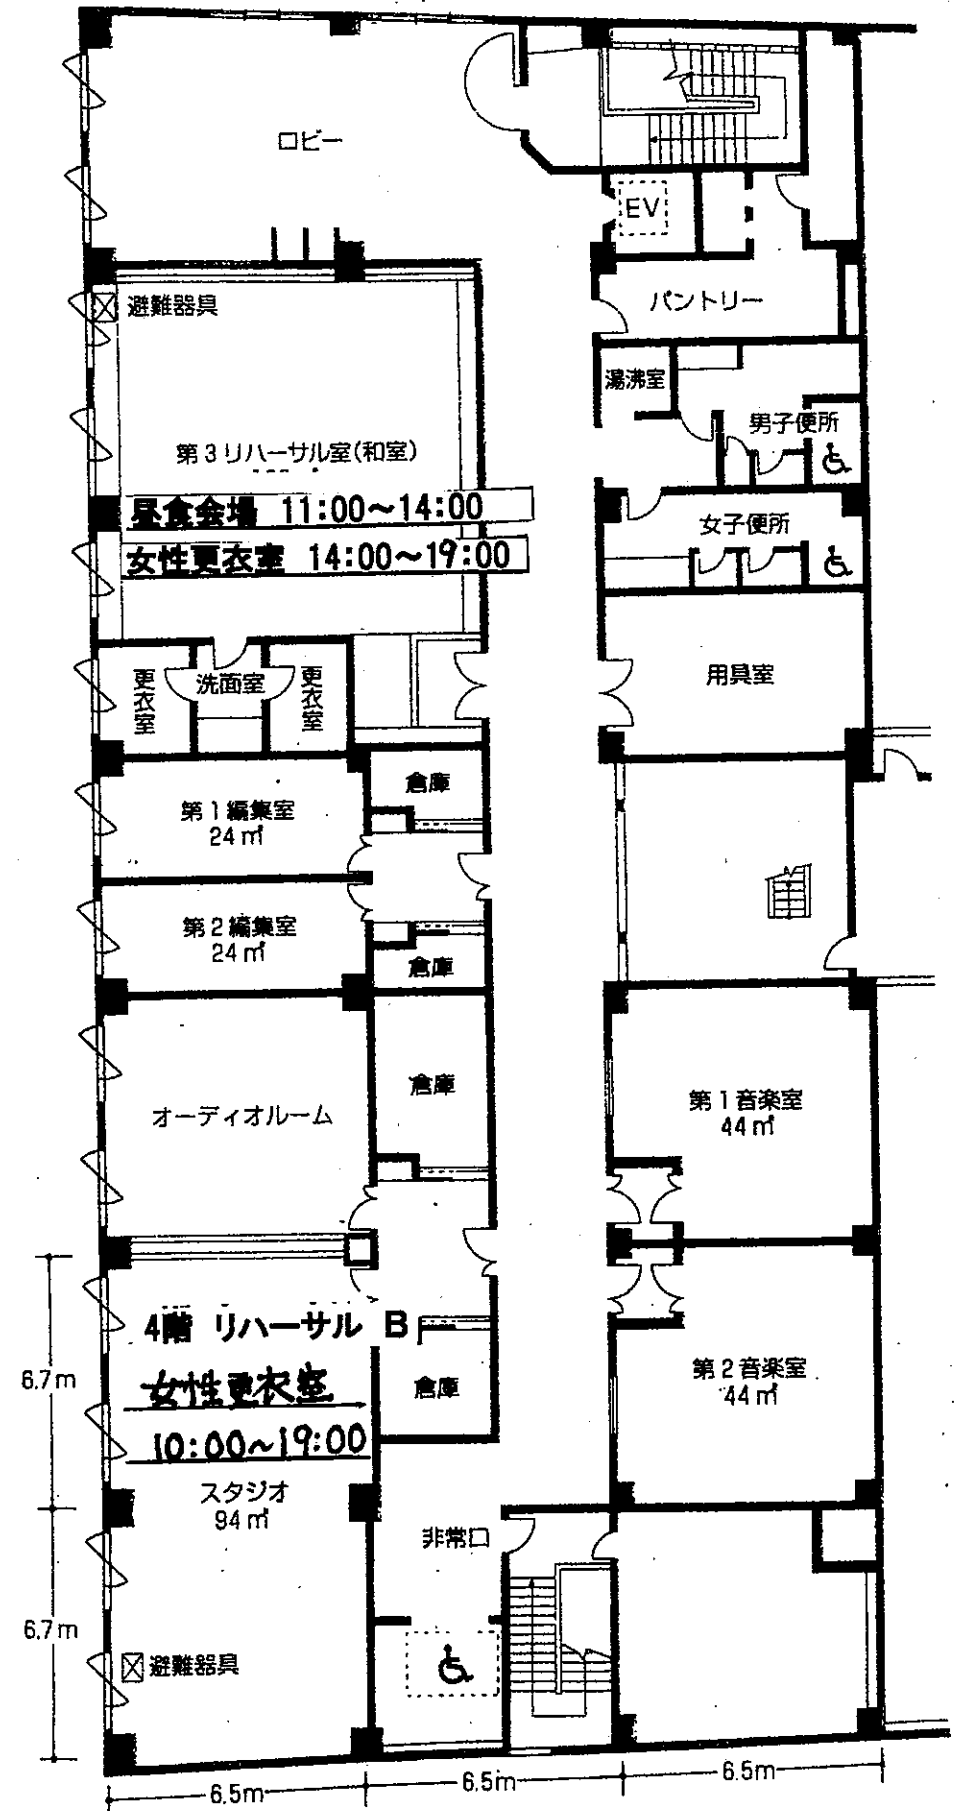 ロビー
EV
避難器具
パントリー
湯沸室
男子便所
第3リハーサル室(和室)
昼食会場 11:00～14:00
女子便所
女性更衣室 14:00～19:00
更衣室
洗面室
更衣室
用具室
倉庫
第1編集室
24㎡
第2編集室
24㎡
倉庫
倉庫
オーディオルーム
第1音楽室
44㎡
4階 リハーサル B
6.7m
女性更衣室
倉庫
第2音楽室
44㎡
10:00~19:00
スタジオ
94㎡
非常口
6.7m
避難器具
6.5m
6.5m
6.5m